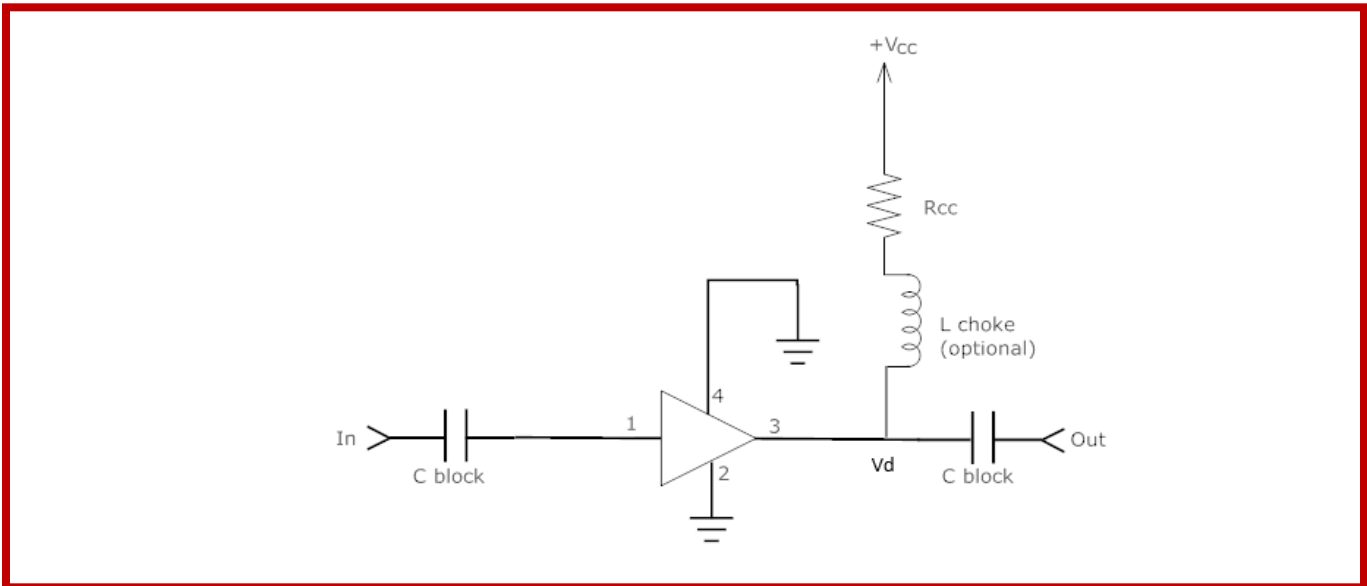 +Vcc
Rcc
L choke
(optional)
4
1
3
In
Out
Vd
2
C block
C block